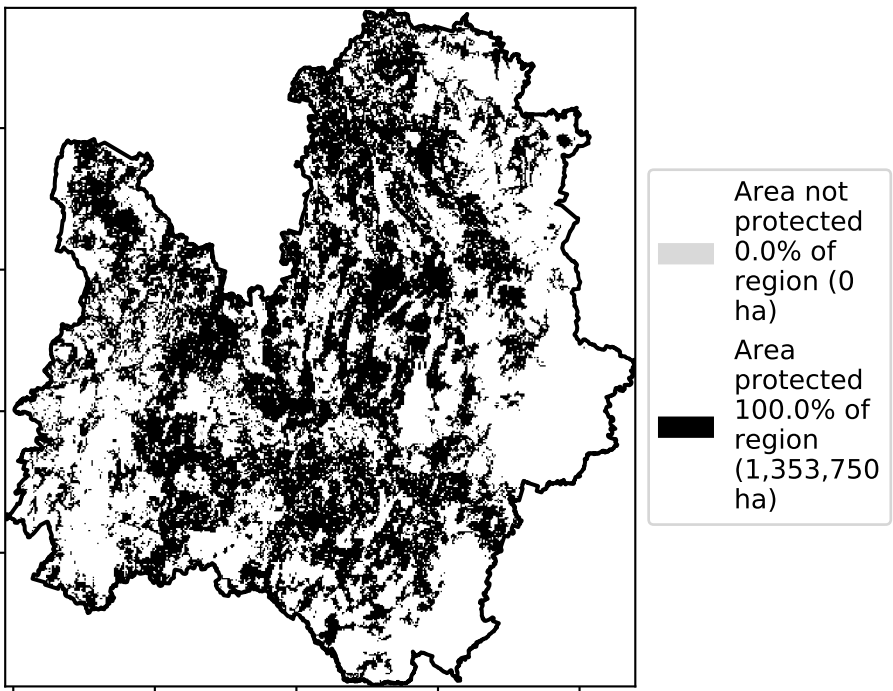 Area not
protected
0.0% of
region (0
ha)
Area
protected
100.0% of
region
(1,353,750
ha)